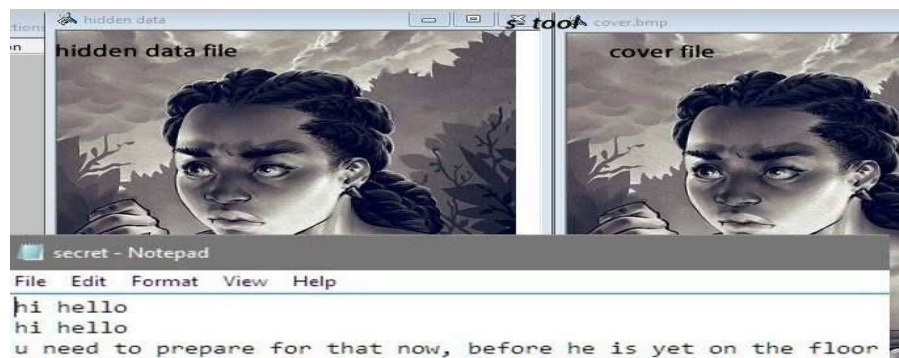 hidden data
s- tool
cover.bmp
hidden data file
cover file
secret - Notepad
File Edit Format View Help
hi hello
hi hello
u need to prepare for that now, before he is yet on the floor